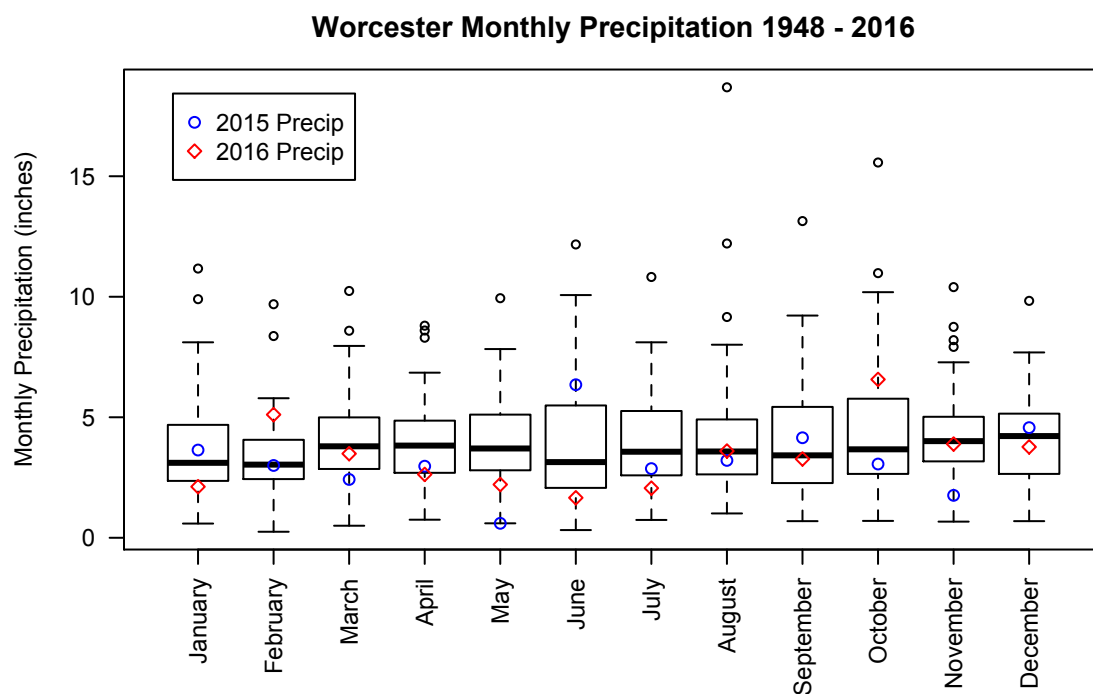 Worcester Monthly Precipitation 1948 - 2016
2015 Precip
2016 Precip
Monthly Precipitation (inches)
15
10
5
0
January
February
March
April
May
June
July
August
September
October
November
December